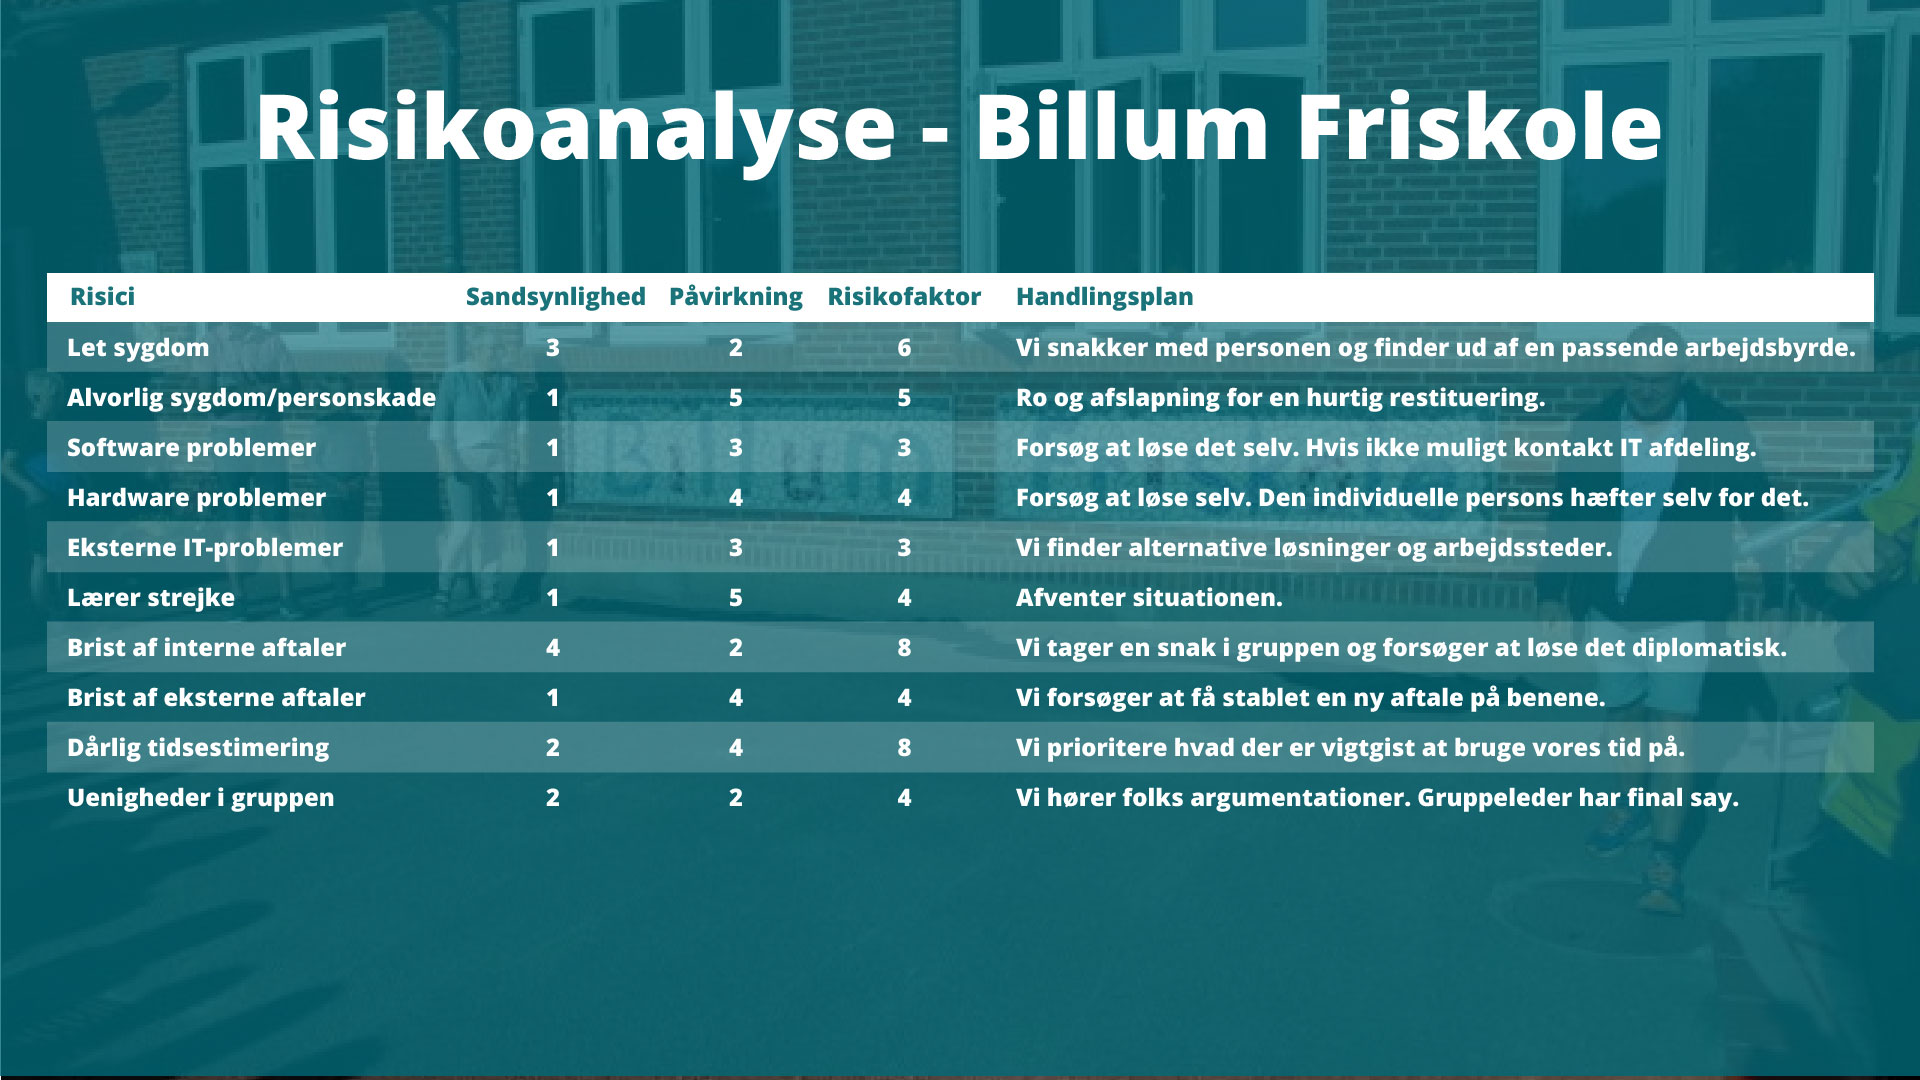 Risikoanalyse - Billum Friskole
Risici Sandsynlighed Påvirkning Risikofaktor Handlingsplan
Let sygdom 3 2 6 Vi snakker med personen og finder ud af en passende arbejdsbyrde.
Alvorlig sygdom/personskade 1 5 5 Ro og afslapning for en hurtig restituering.
Software problemer 1 3 3 Forsøg at løse det selv. Hvis ikke muligt kontakt IT afdeling.
Hardware problemer 1 4 4 Forsøg at løse selv. Den individuelle persons hæfter selv for det.
Eksterne IT-problemer 1 3 3 Vi finder alternative løsninger og arbejdssteder.
Lærer strejke 1 5 4 Afventer situationen.
Brist af interne aftaler 4 2 8 Vi tager en snak i gruppen og forsøger at løse det diplomatisk.
Brist af eksterne aftaler 1 4 4 Vi forsøger at få stablet en ny aftale på benene.
Dårlig tidsestimering 2 4 8 Vi prioritere hvad der er vigtgist at bruge vores tid på.
Uenigheder i gruppen 2 2 4 Vi hører folks argumentationer. Gruppeleder har final say.